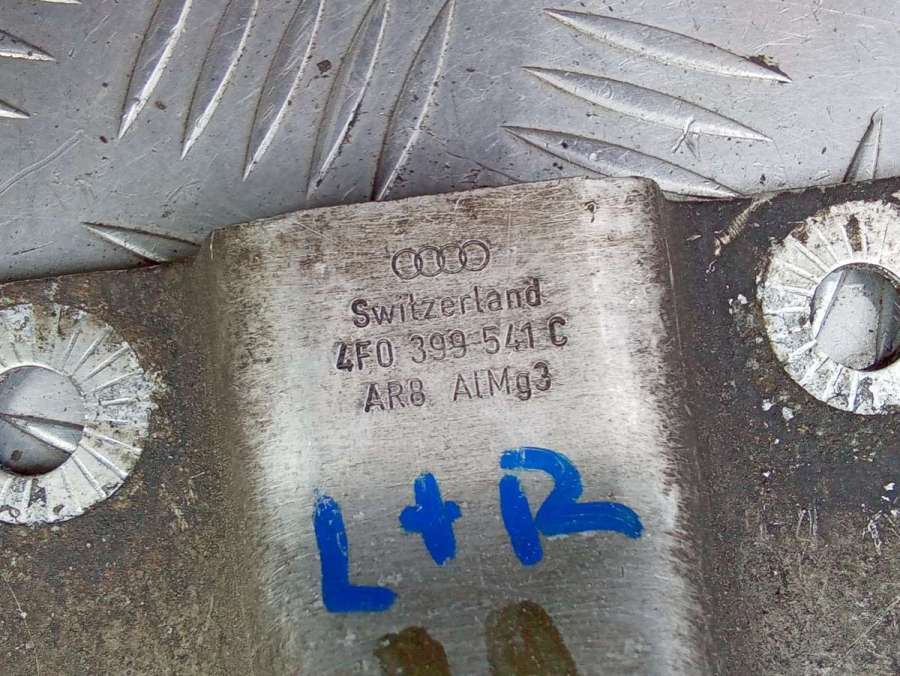 Switzerland
4F0 399 541 C
AR8 AlMg3
L+R